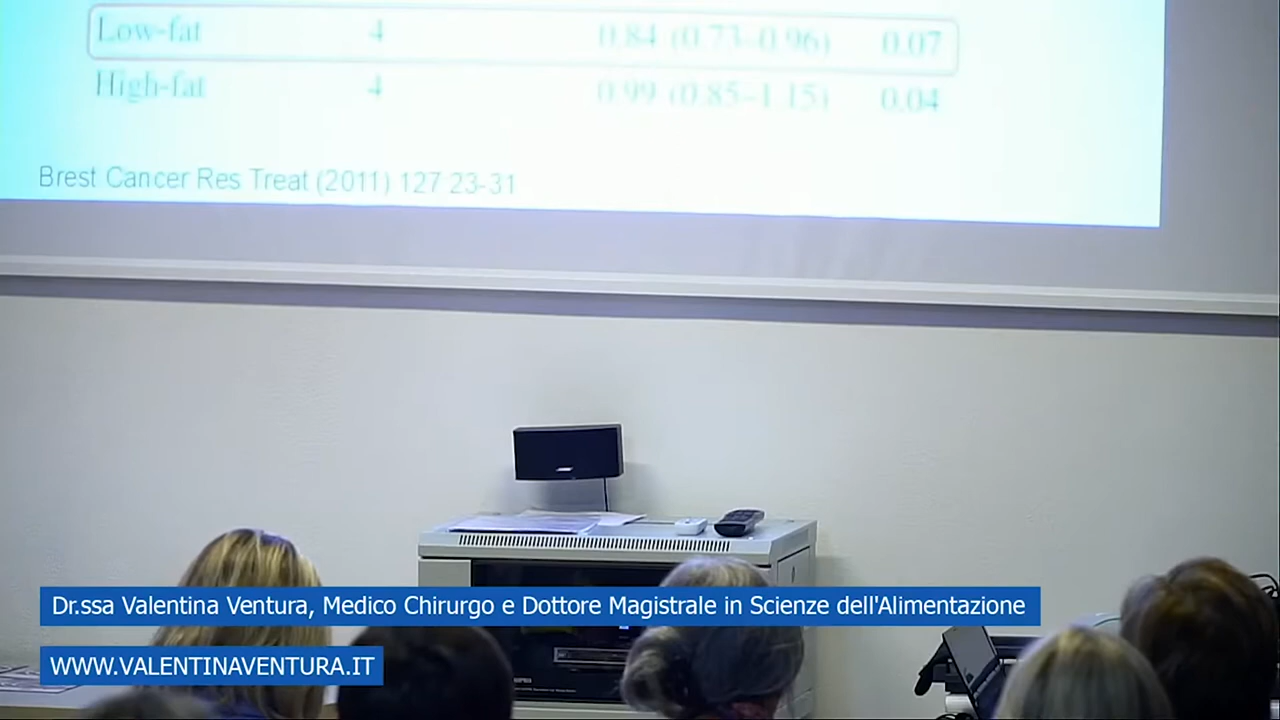 Low-fat 4 0.84 (0.73–0.96) 0.07
High-fat 4 0.99 (0.85–1.15) 0.04
Brest Cancer Res Treat (2011) 127 23-31
Dr.ssa Valentina Ventura, Medico Chirurgo e Dottore Magistrale in Scienze dell'Alimentazione
WWW.VALENTINAVENTURA.IT